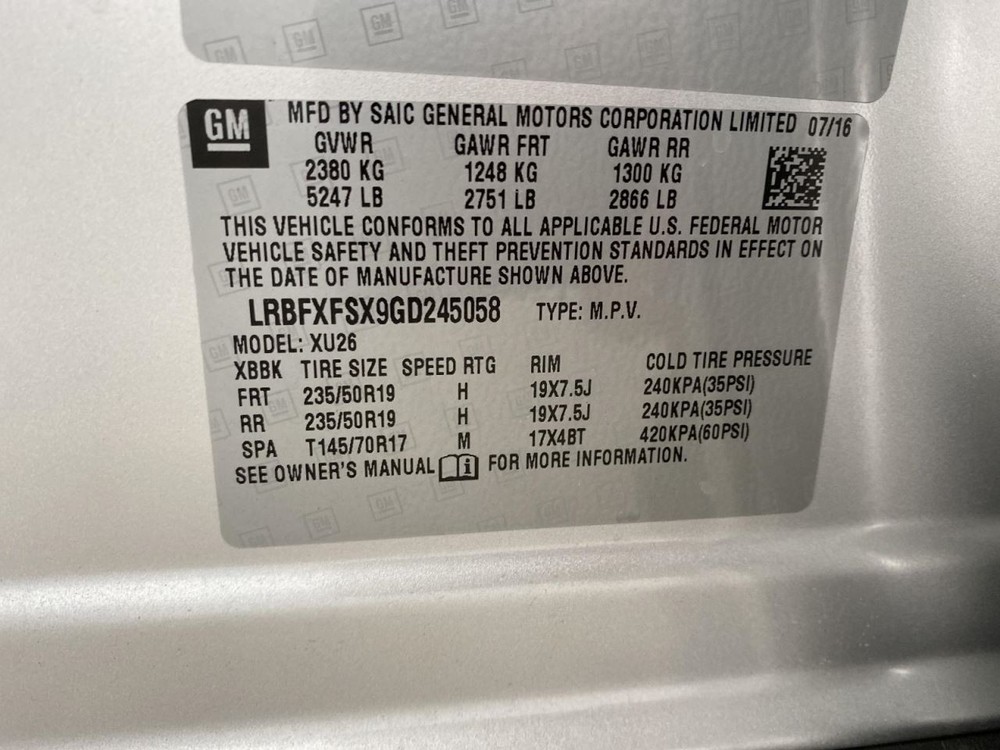 GM MFD BY SAIC GENERAL MOTORS CORPORATION LIMITED 07/16
GVWR GAWR FRT GAWR RR
2380 KG 1248 KG 1300 KG
5247 LB 2751 LB 2866 LB
THIS VEHICLE CONFORMS TO ALL APPLICABLE U.S. FEDERAL MOTOR
VEHICLE SAFETY AND THEFT PREVENTION STANDARDS IN EFFECT ON
THE DATE OF MANUFACTURE SHOWN ABOVE.
LRBFXFSX9GD245058 TYPE: M.P.V.
MODEL: XU26
XBBK TIRE SIZE SPEED RTG RIM COLD TIRE PRESSURE
FRT 235/50R19 H 19X7.5J 240KPA(35PSI)
RR 235/50R19 H 19X7.5J 240KPA(35PSI)
SPA T145/70R17 M 17X4BT 420KPA(60PSI)
SEE OWNER'S MANUAL i FOR MORE INFORMATION.